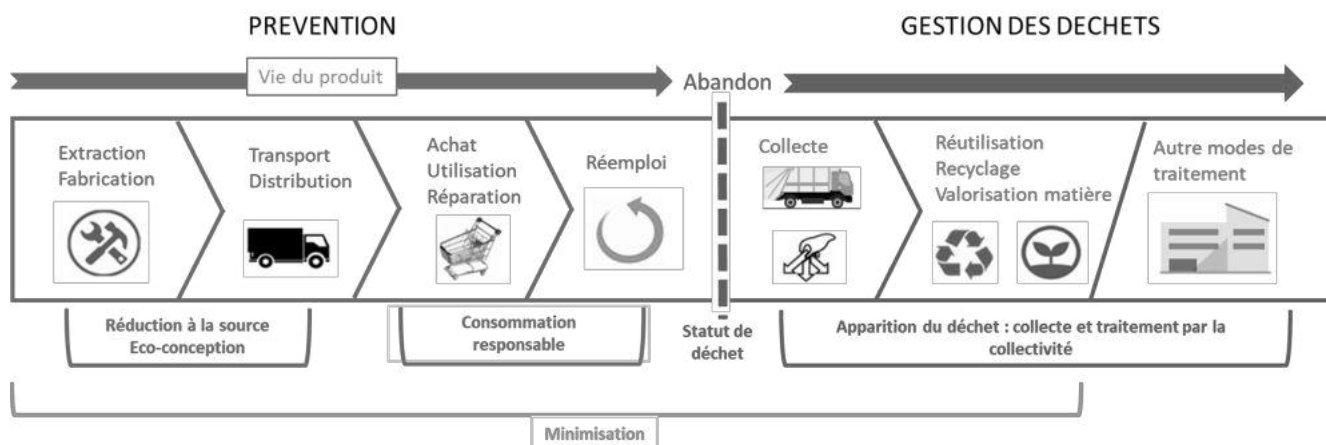 PREVENTION
GESTION DES DECHETS
Vie du produit
Abandon
Extraction
Fabrication
Transport
Distribution
Achat
Utilisation
Réparation
Réemploi
Collecte
Réutilisation
Recyclage
Valorisation matière
Autre modes de
traitement
Réduction à la source
Eco-conception
Consommation
responsable
Statut de
déchet
Apparition du déchet : collecte et traitement par la
collectivité
Minimisation